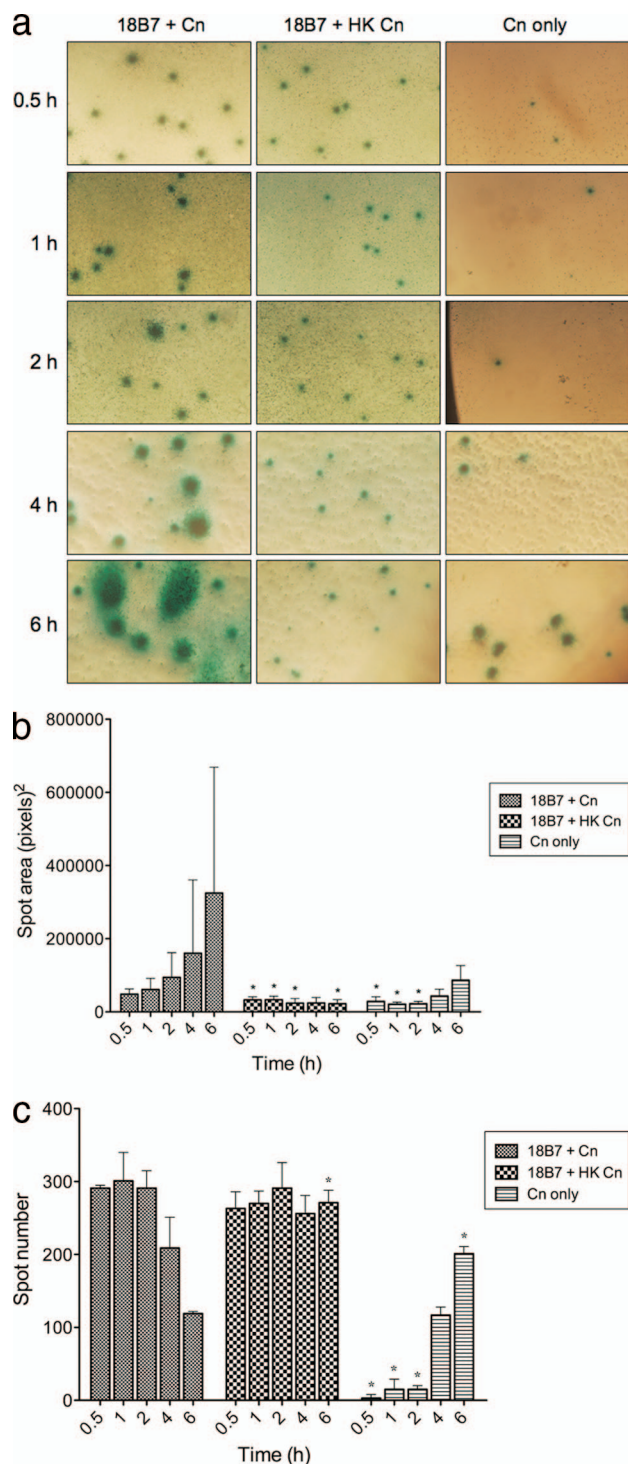 a
18B7 + Cn 18B7 + HK Cn Cn only
0.5 h
1 h
2 h
4 h
6 h
b
800000
600000
400000
200000
0
Spot area (pixels)²
18B7 + Cn
18B7 + HK Cn
Cn only
* * * * * * *
0.5 1 2 4 6 0.5 1 2 4 6 0.5 1 2 4 6
Time (h)
c
400
300
200
100
0
Spot number
18B7 + Cn
18B7 + HK Cn
Cn only
* * * * *
0.5 1 2 4 6 0.5 1 2 4 6 0.5 1 2 4 6
Time (h)